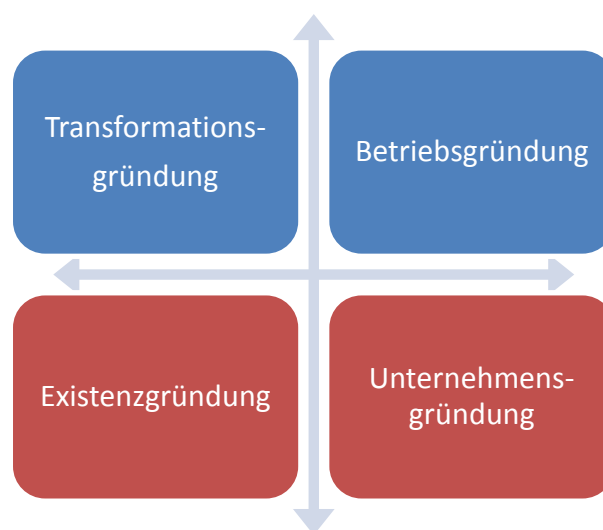 Transformations-
gründung
Betriebsgründung
Existenzgründung
Unternehmens-
gründung